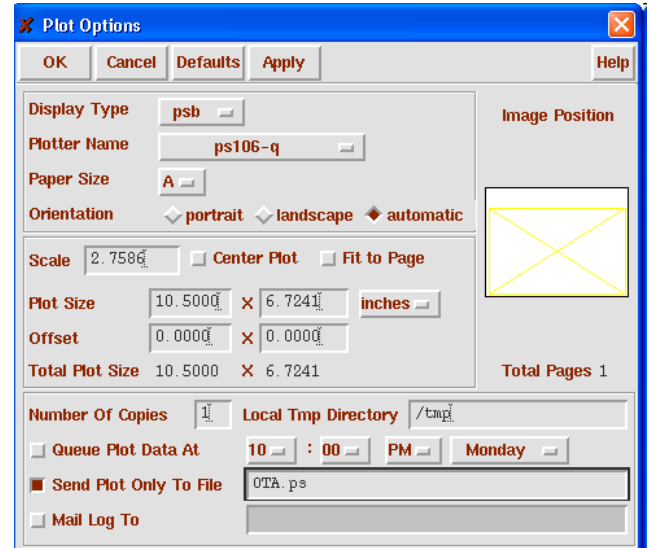 Plot Options
OK Cancel Defaults Apply Help
Display Type psb
Image Position
Plotter Name ps106-q
Paper Size A
Orientation portrait landscape automatic
Scale 2.7586 Center Plot Fit to Page
Plot Size 10.5000 X 6.7241 inches
Offset 0.0000 X 0.0000
Total Plot Size 10.5000 X 6.7241
Total Pages 1
Number Of Copies 1 Local Tmp Directory /tmp
Queue Plot Data At 10 : 00 PM Monday
Send Plot Only To File OTA.ps
Mail Log To